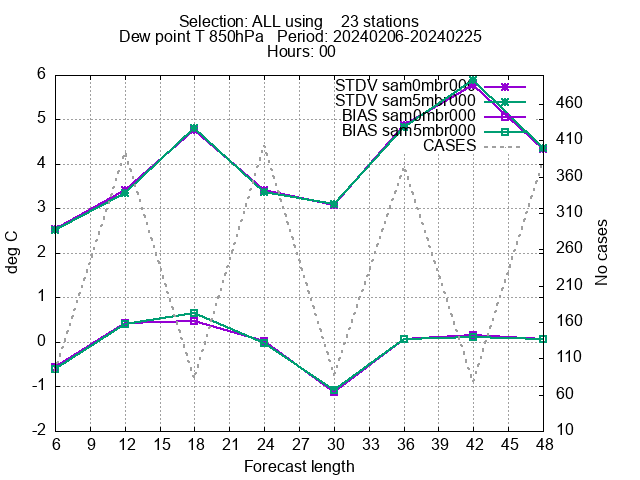 Selection: ALL using 23 stations
Dew point T 850hPa Period: 20240206-20240225
Hours: 00
STDV sam0mbr000
STDV sam5mbr000
BIAS sam0mbr000
BIAS sam5mbr000
CASES
6
5
4
3
2
1
0
-1
-2
deg C
460
410
360
310
260
210
160
110
60
10
No cases
6 9 12 15 18 21 24 27 30 33 36 39 42 45 48
Forecast length